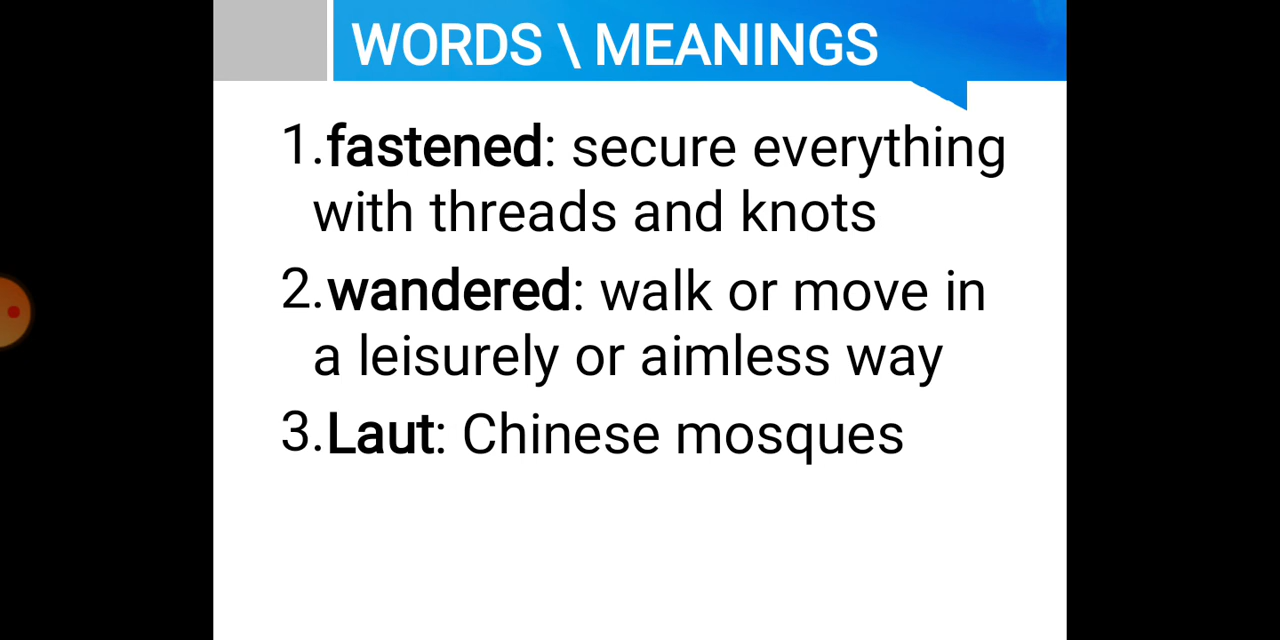 WORDS \ MEANINGS
1.fastened: secure everything
with threads and knots
2.wandered: walk or move in
a leisurely or aimless way
3.Laut: Chinese mosques